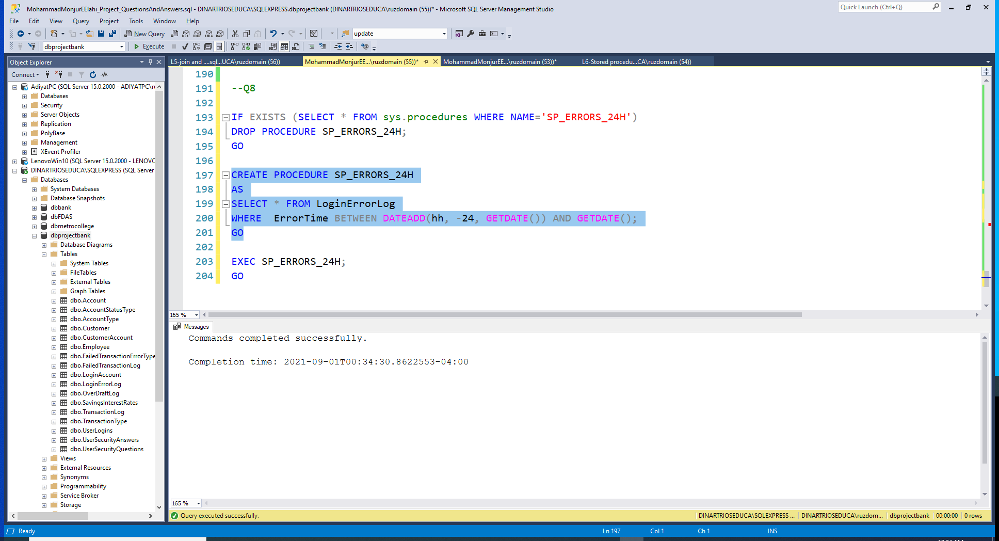 MohammadMonjurEElahi_Project_QuestionsAndAnswers.sql - DINARTRIOSEDUCA\SQLEXPRESS.dbprojectbank (DINARTRIOSEDUCA\ruzdomain (55))* - Microsoft SQL Server Management Studio
Quick Launch (Ctrl+Q)
File Edit View Query Project Tools Window Help
New Query
MDX DMX XMLA DAX
update
dbprojectbank
Execute
Object Explorer
Connect
AdiyatPC (SQL Server 15.0.2000 - ADIYATPC\r
Databases
Security
Server Objects
Replication
PolyBase
Management
XEvent Profiler
LenovoWin10 (SQL Server 15.0.2000 - LENOVO
DINARTRIOSEDUCA\SQLEXPRESS (SQL Server
Databases
System Databases
Database Snapshots
dbbank
dbFDAS
dbmetrocollege
dbprojectbank
Database Diagrams
Tables
System Tables
FileTables
External Tables
Graph Tables
dbo.Account
dbo.AccountStatusType
dbo.AccountType
dbo.Customer
dbo.CustomerAccount
dbo.Employee
dbo.FailedTransactionErrorType
dbo.FailedTransactionLog
dbo.LoginAccount
dbo.LoginErrorLog
dbo.OverDraftLog
dbo.SavingsInterestRates
dbo.TransactionLog
dbo.TransactionType
dbo.UserLogins
dbo.UserSecurityAnswers
dbo.UserSecurityQuestions
Views
External Resources
Synonyms
Programmability
Service Broker
Storage
L5-join and ....sql...UCA\ruzdomain (56))
MohammadMonjurEE...\ruzdomain (55))*
MohammadMonjurEE...\ruzdomain (53))*
L6-Stored procedu...CA\ruzdomain (54))
190
191 --Q8
192
193 IF EXISTS (SELECT * FROM sys.procedures WHERE NAME='SP_ERRORS_24H')
194 DROP PROCEDURE SP_ERRORS_24H;
195 GO
196
197 CREATE PROCEDURE SP_ERRORS_24H
198 AS
199 SELECT * FROM LoginErrorLog
200 WHERE  ErrorTime BETWEEN DATEADD(hh, -24, GETDATE()) AND GETDATE();
201 GO
202
203 EXEC SP_ERRORS_24H;
204 GO
165 %
Messages
Commands completed successfully.
Completion time: 2021-09-01T00:34:30.8622553-04:00
165 %
Query executed successfully.
DINARTRIOSEDUCA\SQLEXPRESS ... DINARTRIOSEDUCA\ruzdom... dbprojectbank 00:00:00 0 rows
Ready Ln 197 Col 1 Ch 1 INS